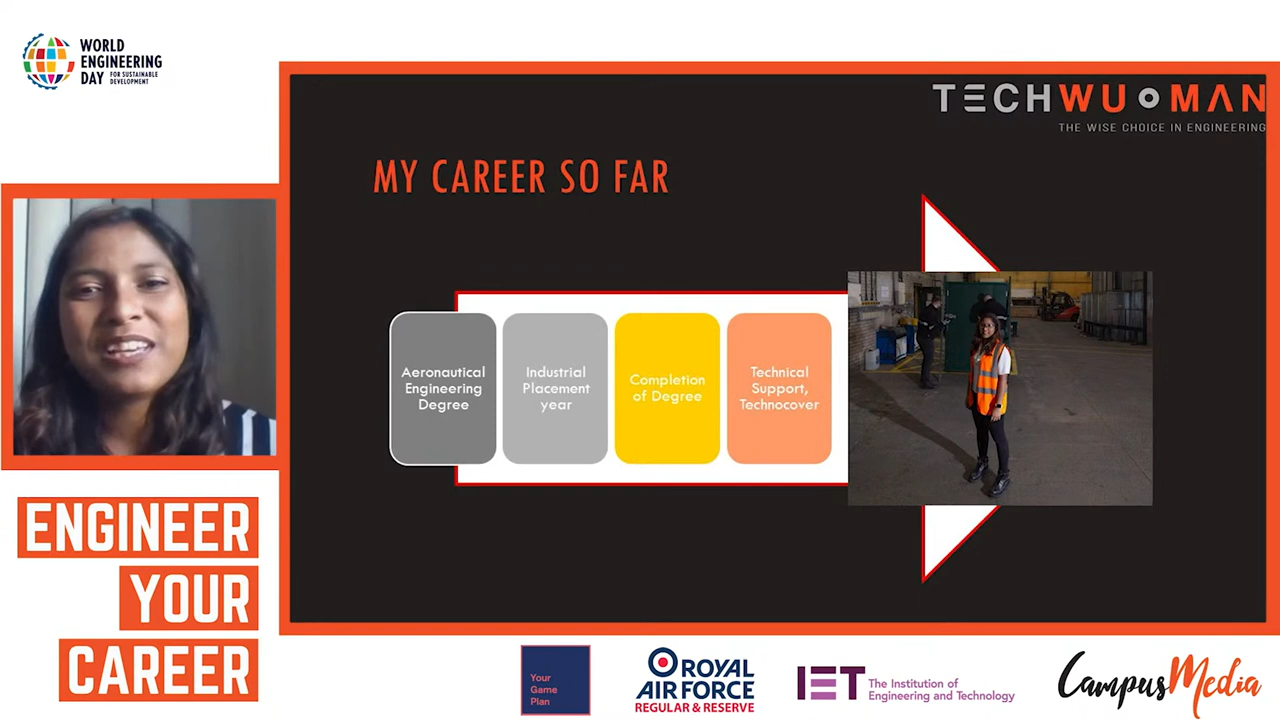 WORLD
ENGINEERING
DAY
FOR SUSTAINABLE
DEVELOPMENT
TECHWUOMAN
THE WISE CHOICE IN ENGINEERING
MY CAREER SO FAR
Aeronautical
Engineering
Degree
Industrial
Placement
year
Completion
of Degree
Technical
Support,
Technocover
ENGINEER
YOUR
CAREER
Your
Game
Plan
ROYAL
AIR FORCE
REGULAR & RESERVE
IET
The Institution of
Engineering and Technology
CampusMedia